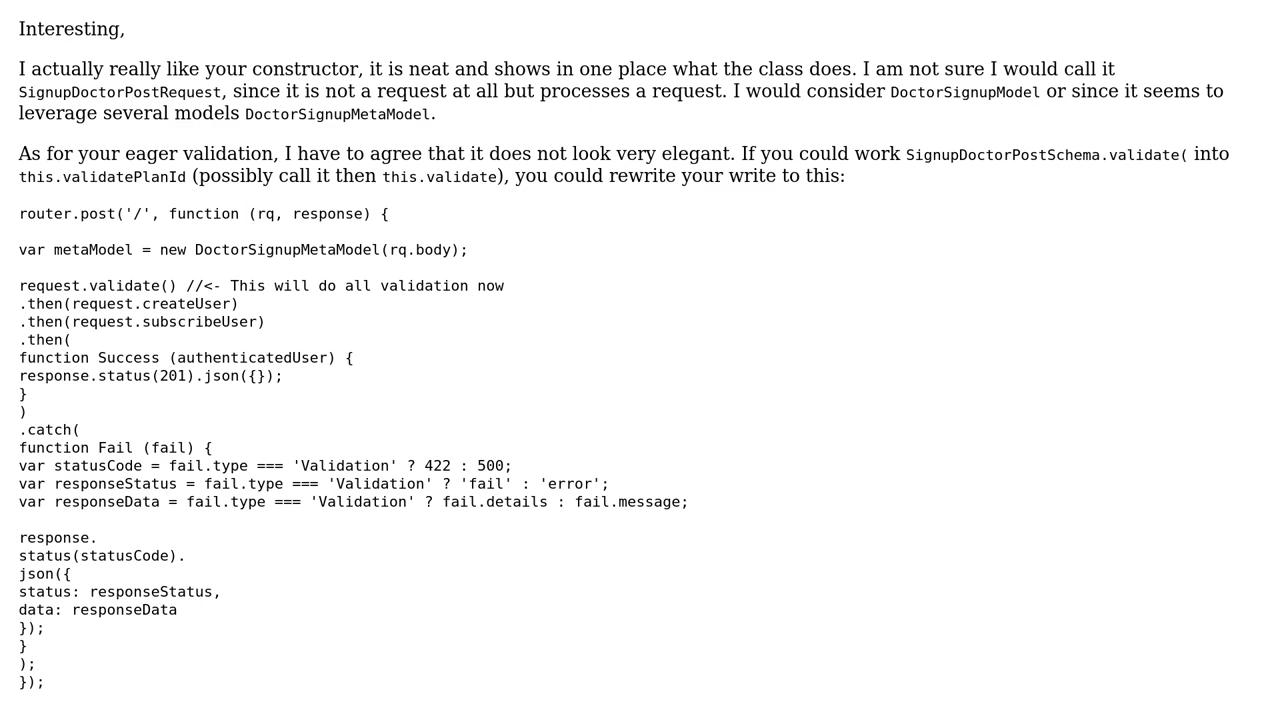 Interesting,
I actually really like your constructor, it is neat and shows in one place what the class does. I am not sure I would call it
SignupDoctorPostRequest, since it is not a request at all but processes a request. I would consider DoctorSignupModel or since it seems to
leverage several models DoctorSignupMetaModel.
As for your eager validation, I have to agree that it does not look very elegant. If you could work SignupDoctorPostSchema.validate( into
this.validatePlanId (possibly call it then this.validate), you could rewrite your write to this:
router.post('/', function (rq, response) {
var metaModel = new DoctorSignupMetaModel(rq.body);
request.validate() //<- This will do all validation now
.then(request.createUser)
.then(request.subscribeUser)
.then(
function Success (authenticatedUser) {
response.status(201).json({});
}
)
.catch(
function Fail (fail) {
var statusCode = fail.type === 'Validation' ? 422 : 500;
var responseStatus = fail.type === 'Validation' ? 'fail' : 'error';
var responseData = fail.type === 'Validation' ? fail.details : fail.message;
response.
status(statusCode).
json({
status: responseStatus,
data: responseData
});
}
);
});